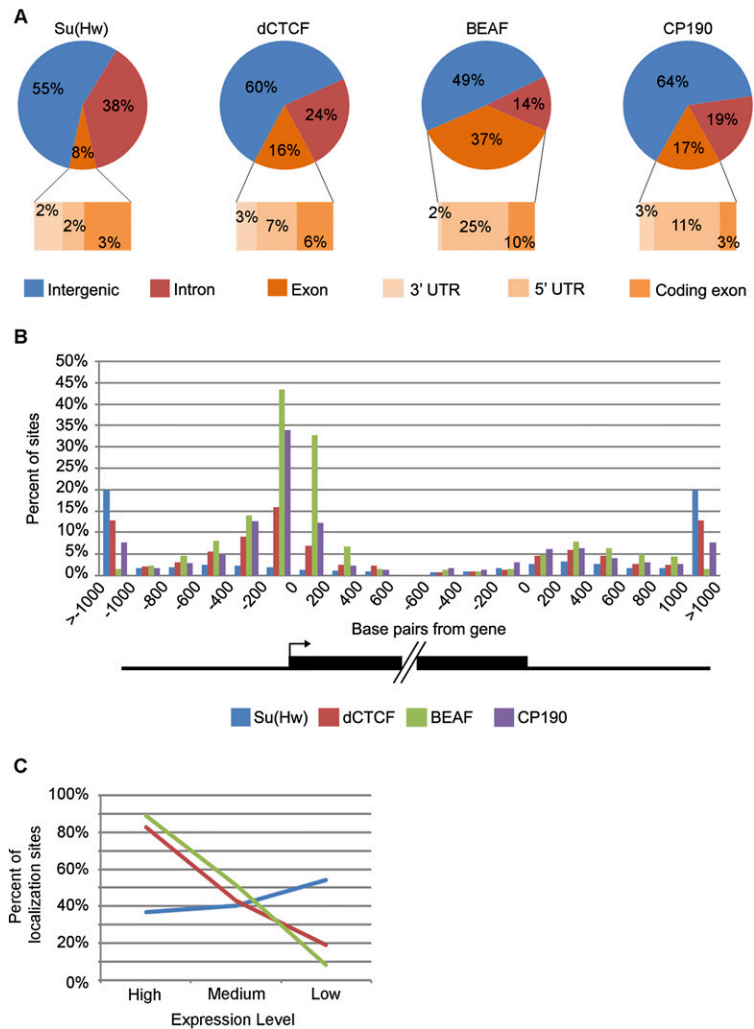 A
Su(Hw) dCTCF BEAF CP190
55% 38% 8%
60% 24% 16%
49% 14% 37%
64% 19% 17%
2% 2% 3%
3% 7% 6%
2% 25% 10%
3% 11% 3%
Intergenic Intron Exon 3' UTR 5' UTR Coding exon
B
Percent of sites
50%
45%
40%
35%
30%
25%
20%
15%
10%
5%
0%
>-1000 -1000 -800 -600 -400 -200 0 200 400 600 -600 -400 -200 0 200 400 600 800 1000 >1000
Base pairs from gene
Su(Hw) dCTCF BEAF CP190
C
Percent of
localization sites
100%
80%
60%
40%
20%
0%
High Medium Low
Expression Level